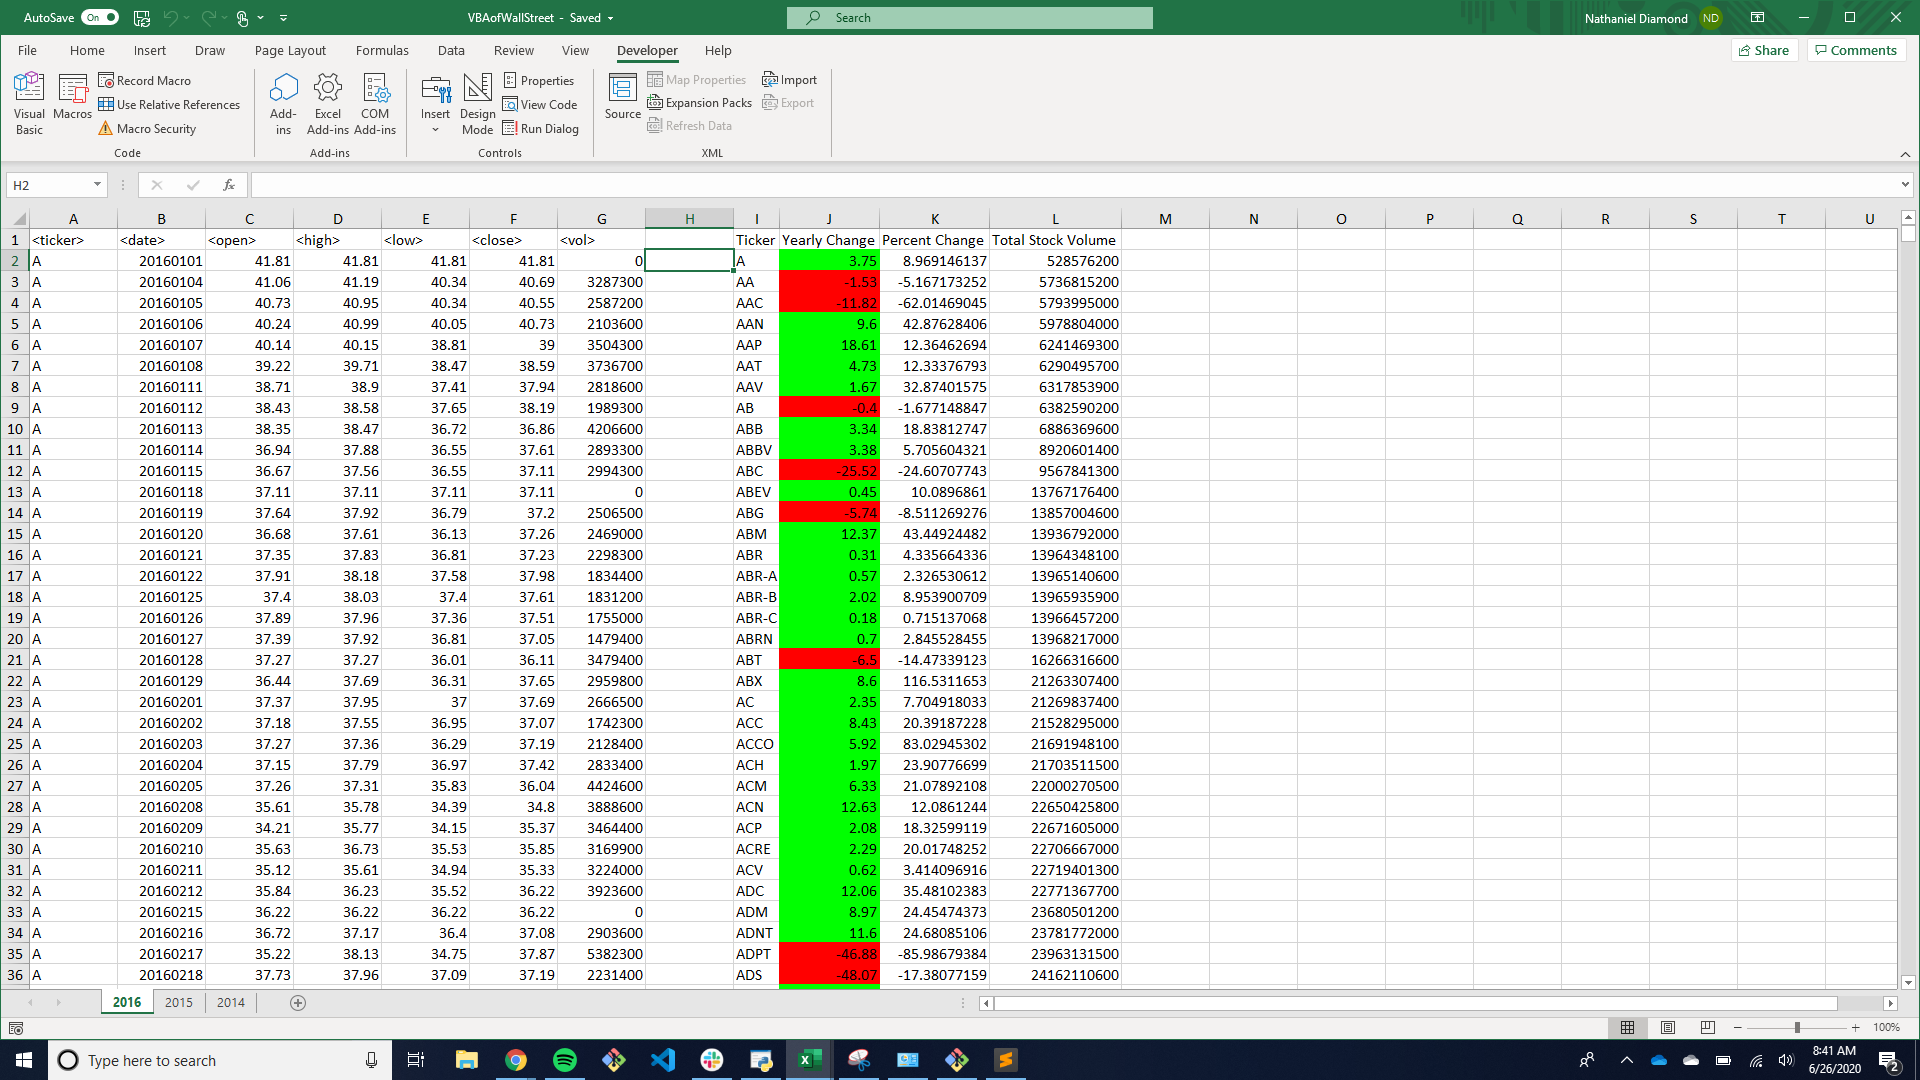 AutoSave On VBAofWallStreet - Saved Search Nathaniel Diamond ND
File Home Insert Draw Page Layout Formulas Data Review View Developer Help Share Comments
Visual Basic Macros Record Macro Use Relative References Macro Security
Add-ins Excel Add-ins COM Add-ins Insert Design Mode Properties View Code Run Dialog
Source Map Properties Expansion Packs Refresh Data Import Export
Code Add-ins Controls XML
H2 fx
A B C D E F G H I J K L M N O P Q R S T U
1 <ticker> <date> <open> <high> <low> <close> <vol> Ticker Yearly Change Percent Change Total Stock Volume
2 A 20160101 41.81 41.81 41.81 41.81 0 A 3.75 8.969146137 528576200
3 A 20160104 41.06 41.19 40.34 40.69 3287300 AA -1.53 -5.167173252 5736815200
4 A 20160105 40.73 40.95 40.34 40.55 2587200 AAC -11.82 -62.01469045 5793995000
5 A 20160106 40.24 40.99 40.05 40.73 2103600 AAN 9.6 42.87628406 5978804000
6 A 20160107 40.14 40.15 38.81 39 3504300 AAP 18.61 12.36462694 6241469300
7 A 20160108 39.22 39.71 38.47 38.59 3736700 AAT 4.73 12.33376793 6290495700
8 A 20160111 38.71 38.9 37.41 37.94 2818600 AAV 1.67 32.87401575 6317853900
9 A 20160112 38.43 38.58 37.65 38.19 1989300 AB -0.4 -1.677148847 6382590200
10 A 20160113 38.35 38.47 36.72 36.86 4206600 ABB 3.34 18.83812747 6886369600
11 A 20160114 36.94 37.88 36.55 37.61 2893300 ABBV 3.38 5.705604321 8920601400
12 A 20160115 36.67 37.56 36.55 37.11 2994300 ABC -25.52 -24.60707743 9567841300
13 A 20160118 37.11 37.11 37.11 37.11 0 ABEV 0.45 10.0896861 13767176400
14 A 20160119 37.64 37.92 36.79 37.2 2506500 ABG -5.74 -8.511269276 13857004600
15 A 20160120 36.68 37.61 36.13 37.26 2469000 ABM 12.37 43.44924482 13936792000
16 A 20160121 37.35 37.83 36.81 37.23 2298300 ABR 0.31 4.335664336 13964348100
17 A 20160122 37.91 38.18 37.58 37.98 1834400 ABR-A 0.57 2.326530612 13965140600
18 A 20160125 37.4 38.03 37.4 37.61 1831200 ABR-B 2.02 8.953900709 13965935900
19 A 20160126 37.89 37.96 37.36 37.51 1755000 ABR-C 0.18 0.715137068 13966457200
20 A 20160127 37.39 37.92 36.81 37.05 1479400 ABRN 0.7 2.845528455 13968217000
21 A 20160128 37.27 37.27 36.01 36.11 3479400 ABT -6.5 -14.47339123 16266316600
22 A 20160129 36.44 37.69 36.31 37.65 2959800 ABX 8.6 116.5311653 21263307400
23 A 20160201 37.37 37.95 37 37.69 2666500 AC 2.35 7.704918033 21269837400
24 A 20160202 37.18 37.55 36.95 37.07 1742300 ACC 8.43 20.39187228 21528295000
25 A 20160203 37.27 37.36 36.29 37.19 2128400 ACCO 5.92 83.02945302 21691948100
26 A 20160204 37.15 37.79 36.97 37.42 2833400 ACH 1.97 23.90776699 21703511500
27 A 20160205 37.26 37.31 35.83 36.04 4424600 ACM 6.33 21.07892108 22000270500
28 A 20160208 35.61 35.78 34.39 34.8 3888600 ACN 12.63 12.0861244 22650425800
29 A 20160209 34.21 35.77 34.15 35.37 3464400 ACP 2.08 18.32599119 22671605000
30 A 20160210 35.63 36.73 35.53 35.85 3169900 ACRE 2.29 20.01748252 22706667000
31 A 20160211 35.12 35.61 34.94 35.33 3224000 ACV 0.62 3.414096916 22719401300
32 A 20160212 35.84 36.23 35.52 36.22 3923600 ADC 12.06 35.48102383 22771367700
33 A 20160215 36.22 36.22 36.22 36.22 0 ADM 8.97 24.45474373 23680501200
34 A 20160216 36.72 37.17 36.4 37.08 2903600 ADNT 11.6 24.68085106 23781772000
35 A 20160217 35.22 38.13 34.75 37.87 5382300 ADPT -46.88 -85.98679384 23963131500
36 A 20160218 37.73 37.96 37.09 37.19 2231400 ADS -48.07 -17.38077159 24162110600
2016 2015 2014
100%
Type here to search 8:41 AM
6/26/2020 2